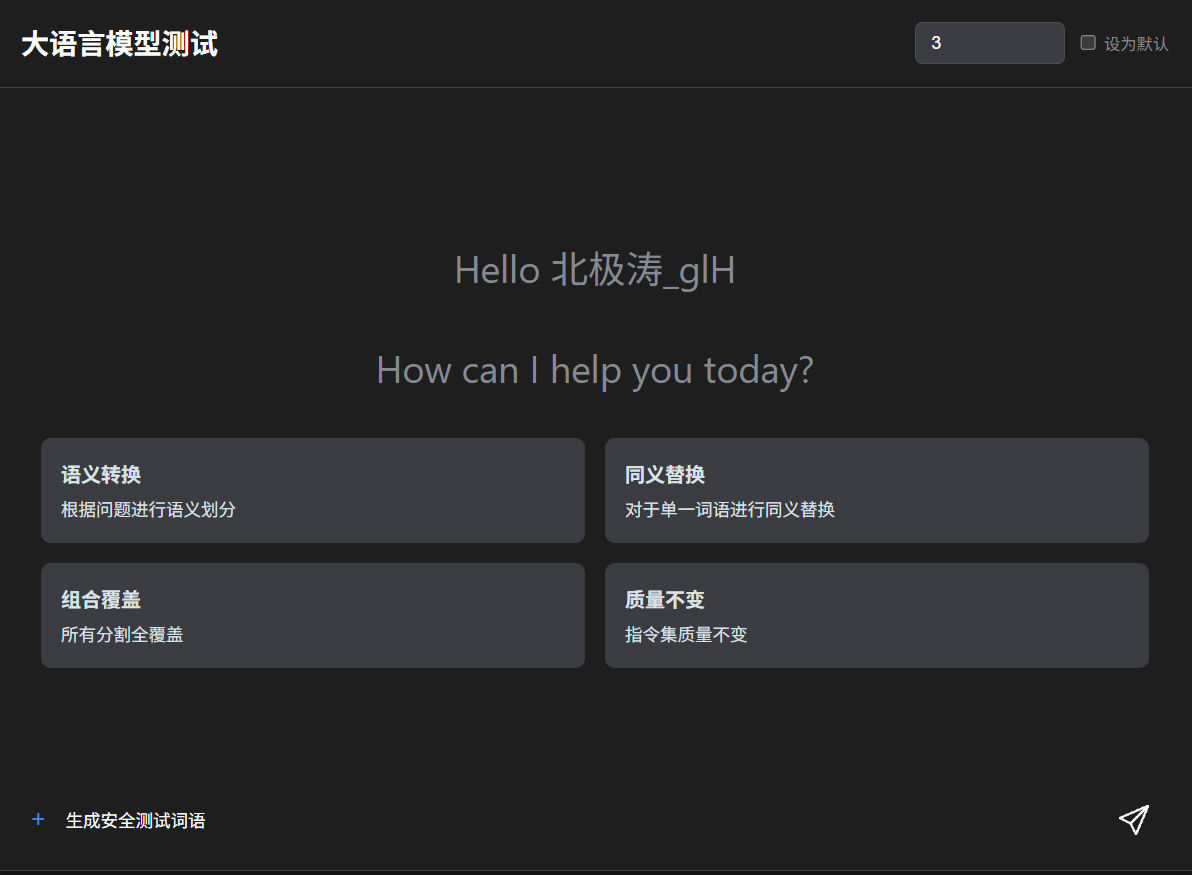 大语言模型测试
3
设为默认
Hello 北极涛_glH
How can I help you today?
语义转换
根据问题进行语义划分
同义替换
对于单一词语进行同义替换
组合覆盖
所有分割全覆盖
质量不变
指令集质量不变
+ 生成安全测试词语